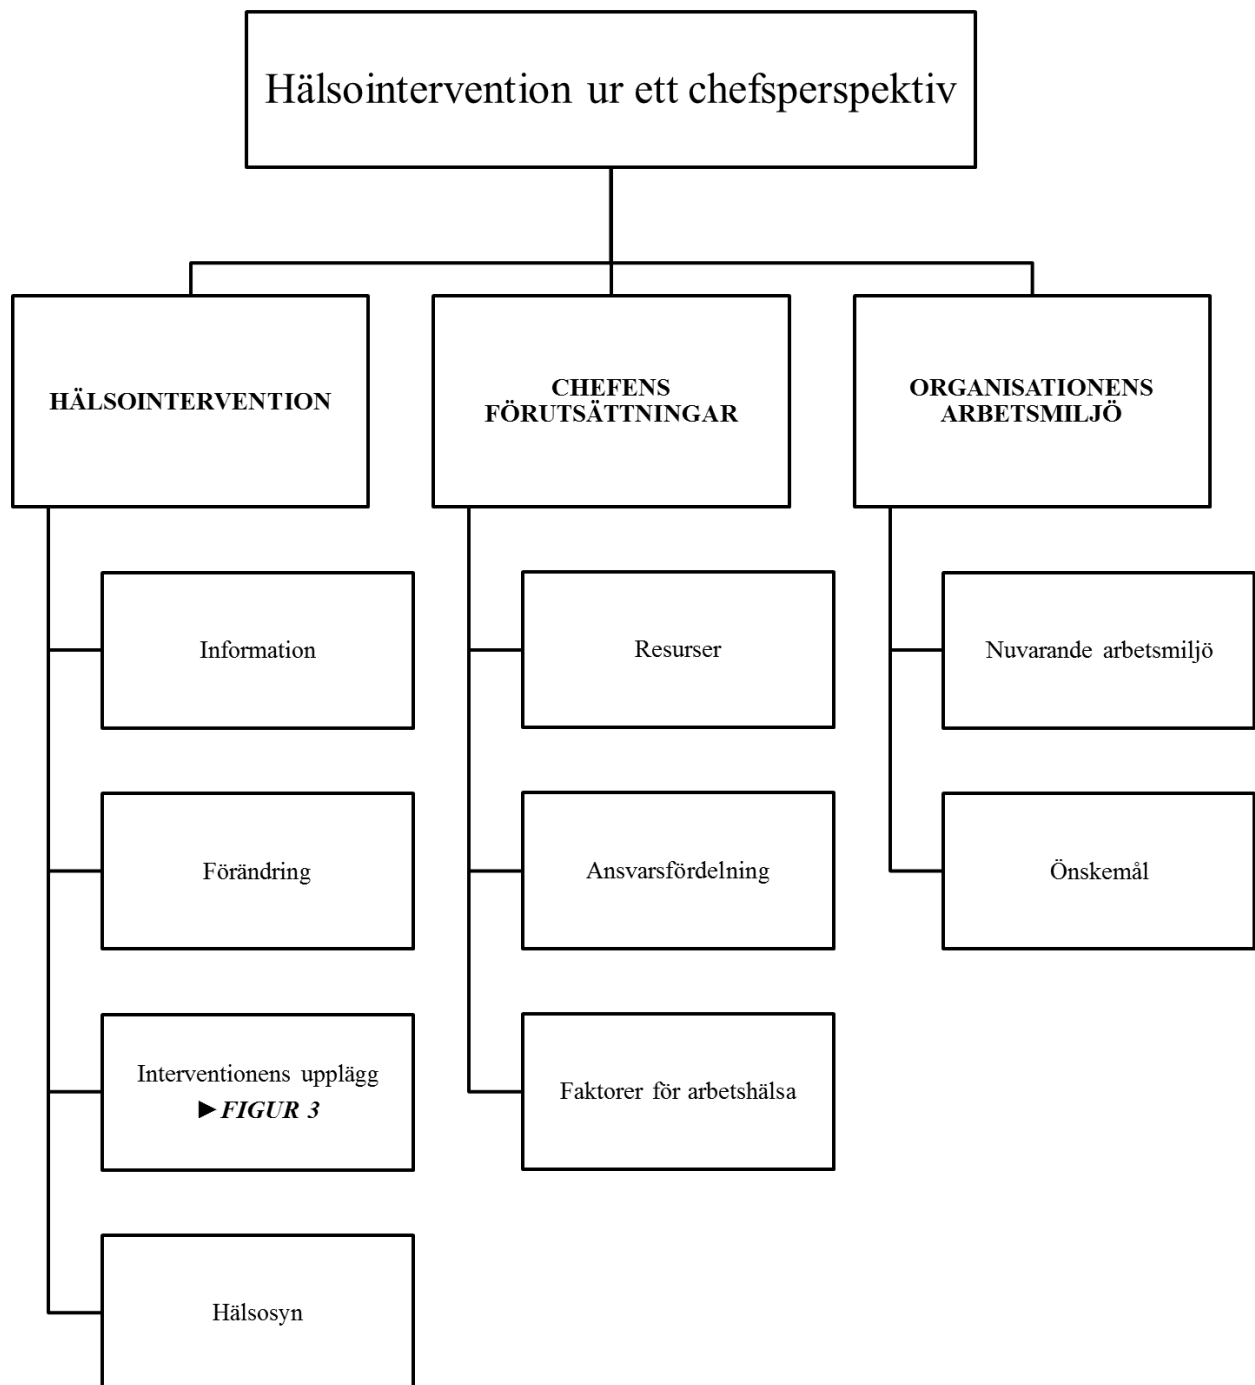 Hälsointervention ur ett chefsperspektiv
HÄLSOINTERVENTION
Information
Förändring
Interventionens upplägg
►FIGUR 3
Hälsosyn
CHEFENS
FÖRUTSÄTTNINGAR
Resurser
Ansvarsfördelning
Faktorer för arbetshälsa
ORGANISATIONENS
ARBETSMILJÖ
Nuvarande arbetsmiljö
Önskemål